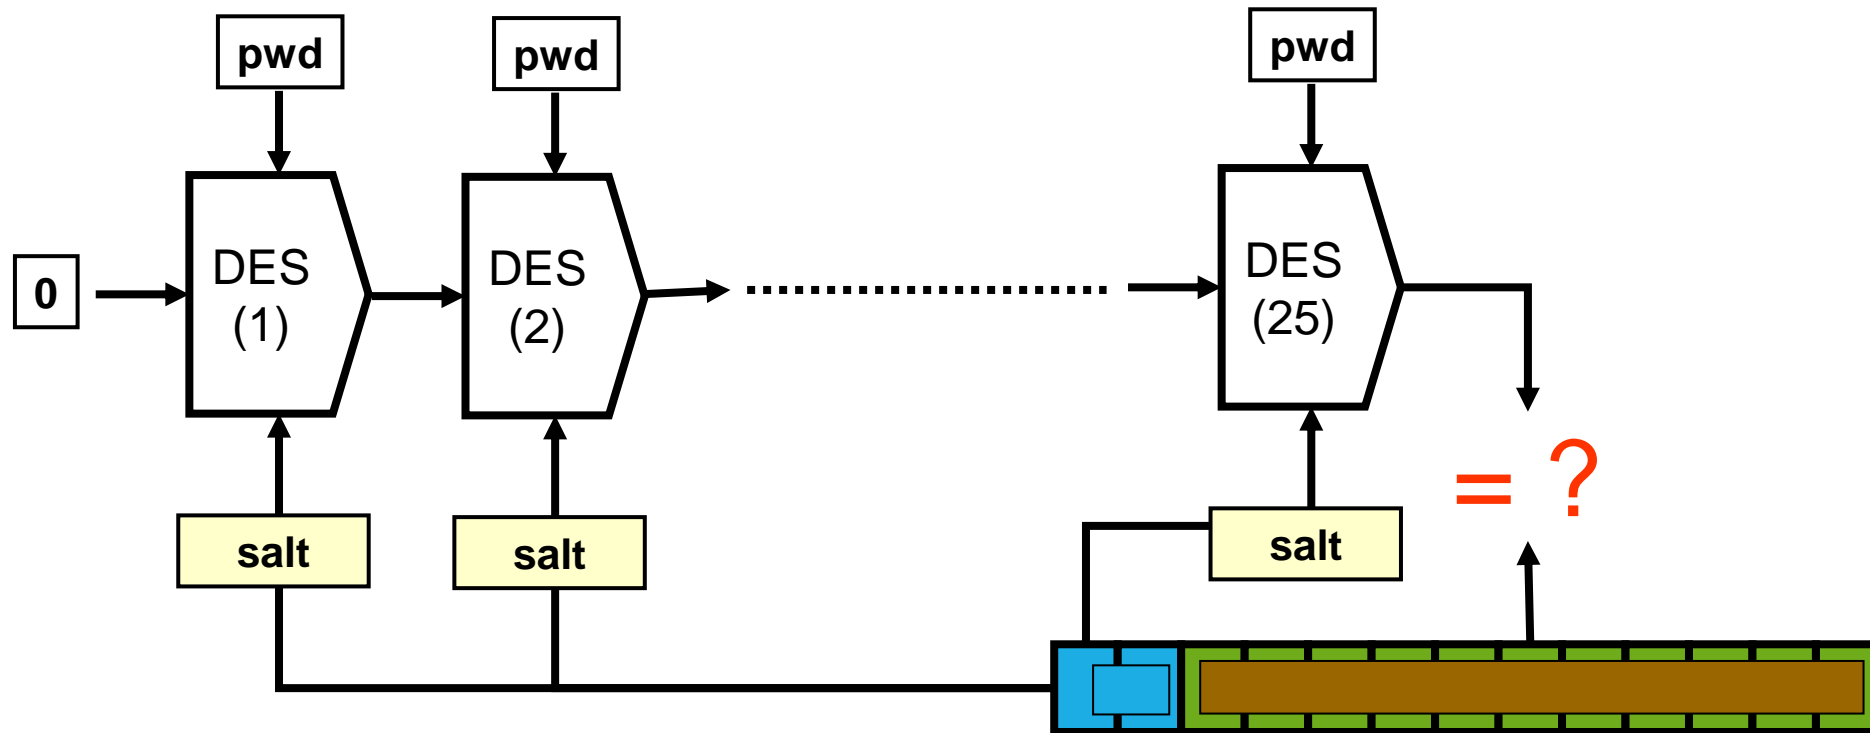 pwd
pwd
pwd
0
DES
(1)
DES
(2)
DES
(25)
= ?
salt
salt
salt